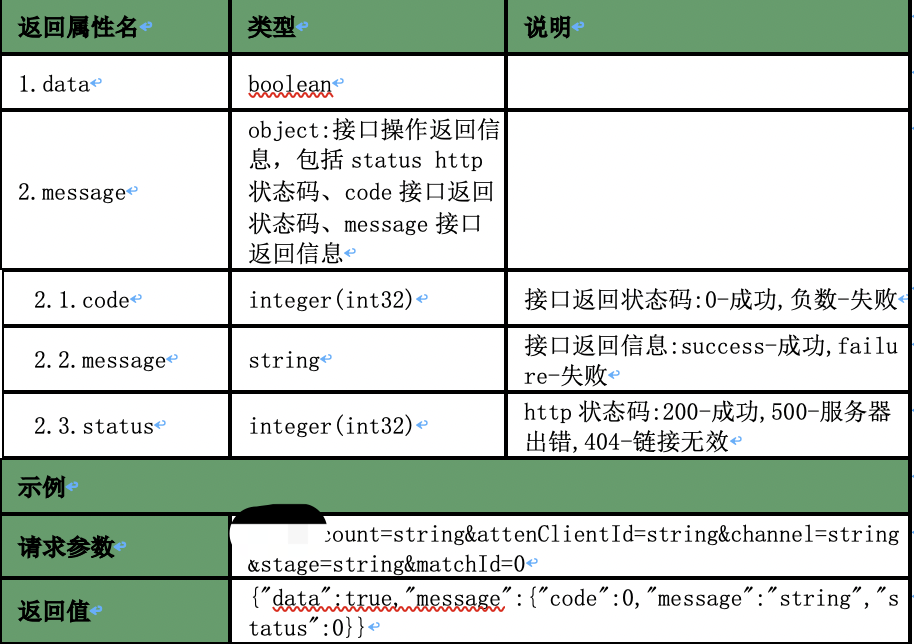 返回属性名 类型 说明
1.data boolean
2.message
object:接口操作返回信
息，包括 status http
状态码、code 接口返回
状态码、message 接口
返回信息
2.1.code integer(int32) 接口返回状态码:0-成功,负数-失败
2.2.message string
接口返回信息:success-成功,failu
re-失败
2.3.status integer(int32)
http 状态码:200-成功,500-服务器
出错,404-链接无效
示例
请求参数
count=string&attenClientId=string&channel=string
&stage=string&matchId=0
返回值
{"data":true,"message":{"code":0,"message":"string","s
tatus":0}}